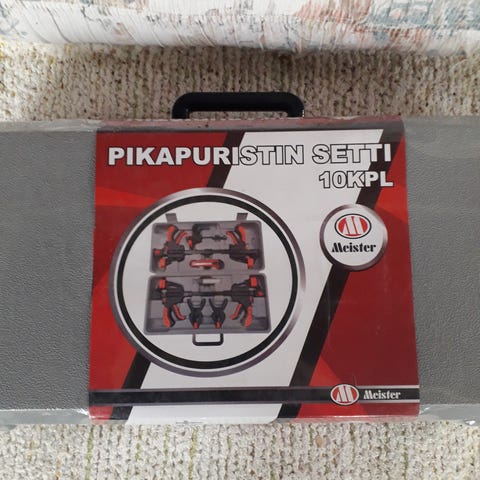 PIKAPURISTIN SETTI
10KPL
Meister
Meister